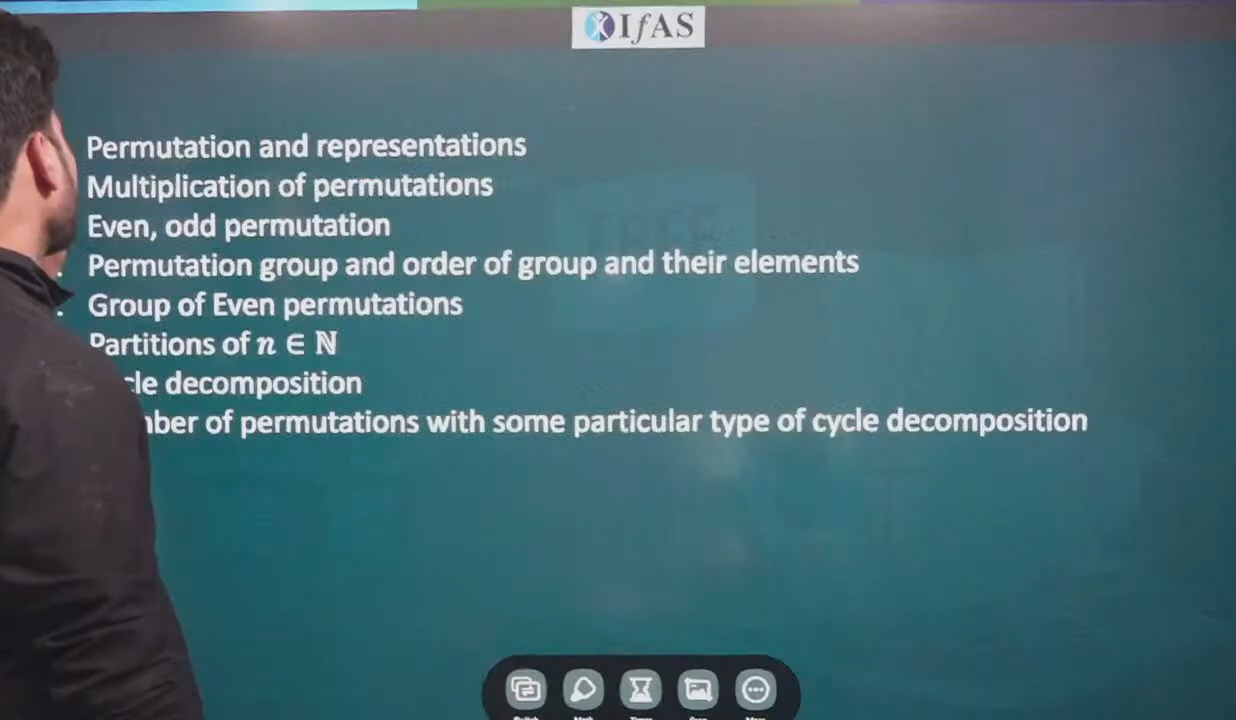 IfAS
Permutation and representations
Multiplication of permutations
Even, odd permutation
. Permutation group and order of group and their elements
. Group of Even permutations
Partitions of n ∈ ℕ
cle decomposition
ber of permutations with some particular type of cycle decomposition